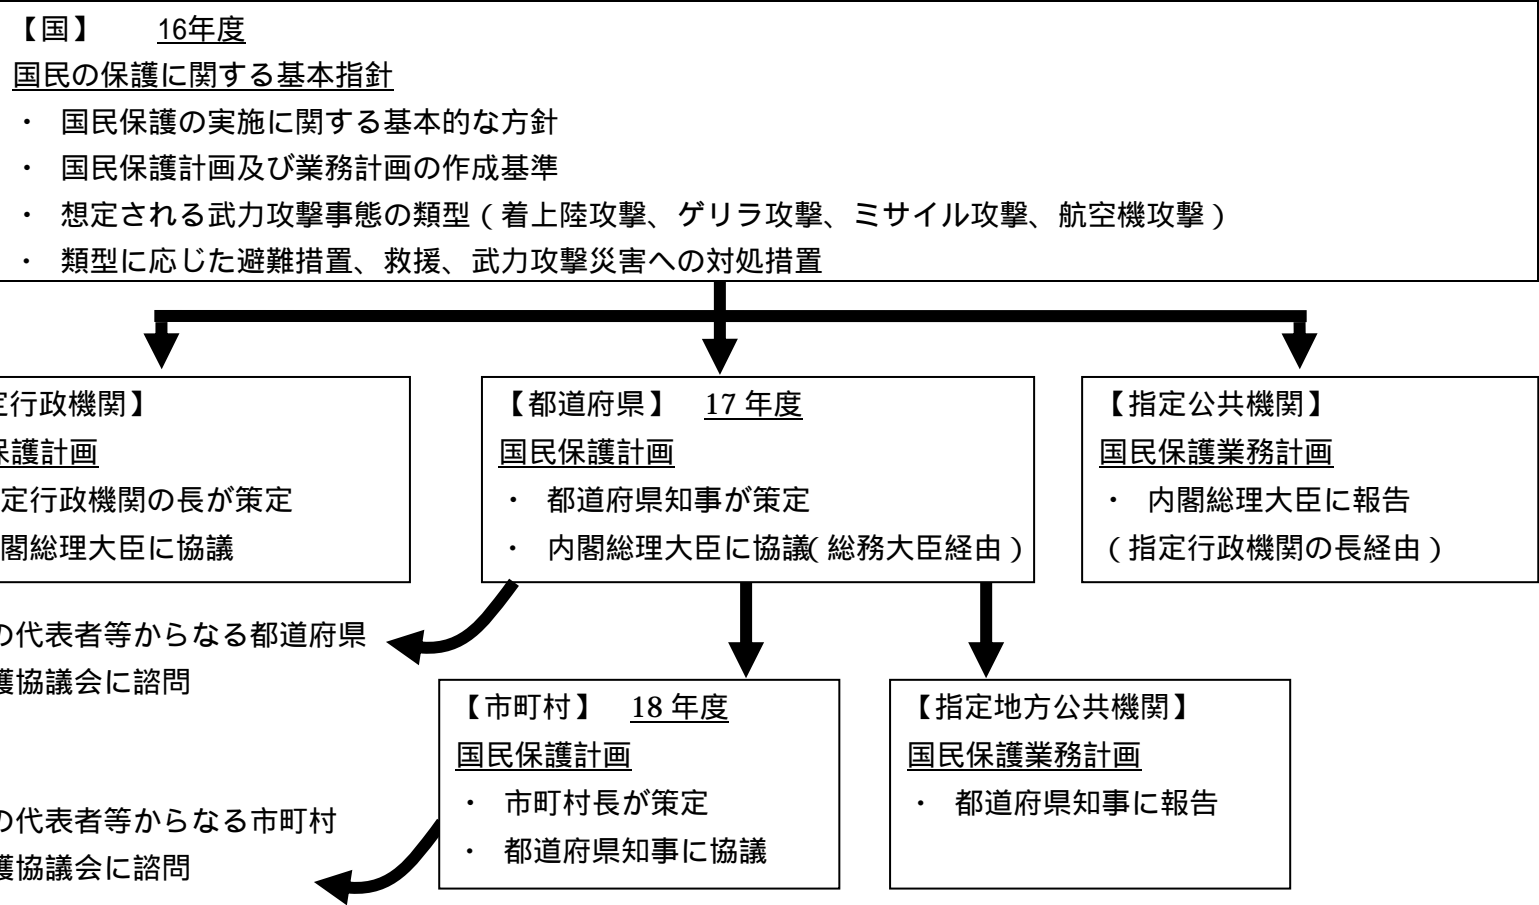 【国】 16年度
国民の保護に関する基本指針
・ 国民保護の実施に関する基本的な方針
・ 国民保護計画及び業務計画の作成基準
・ 想定される武力攻撃事態の類型（着上陸攻撃、ゲリラ攻撃、ミサイル攻撃、航空機攻撃）
・ 類型に応じた避難措置、救援、武力攻撃災害への対処措置
定行政機関】
保護計画
定行政機関の長が策定
閣総理大臣に協議
【都道府県】 17 年度
国民保護計画
・ 都道府県知事が策定
・ 内閣総理大臣に協議（総務大臣経由）
【指定公共機関】
国民保護業務計画
・ 内閣総理大臣に報告
（指定行政機関の長経由）
の代表者等からなる都道府県
護協議会に諮問
【市町村】 18 年度
国民保護計画
・ 市町村長が策定
・ 都道府県知事に協議
【指定地方公共機関】
国民保護業務計画
・ 都道府県知事に報告
の代表者等からなる市町村
護協議会に諮問